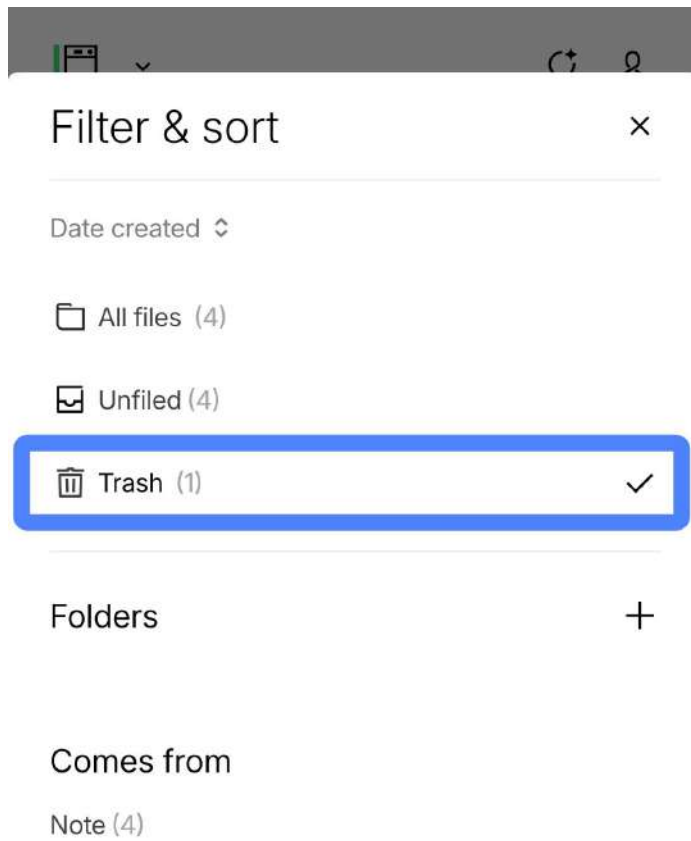 Filter & sort
Date created
All files (4)
Unfiled (4)
Trash (1)
Folders
Comes from
Note (4)